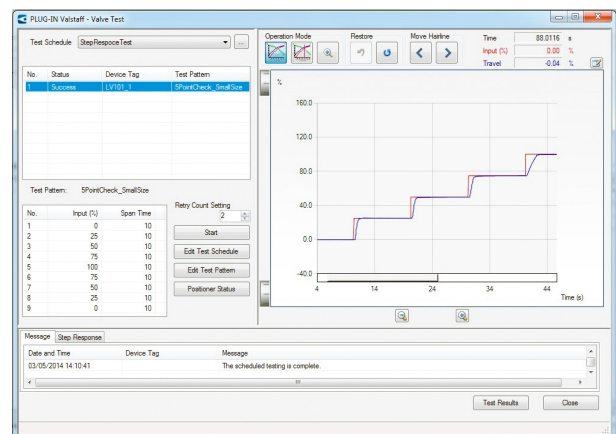 PLUG-IN Valstaff - Valve Test
Test Schedule StepRespoceTest ...
No. Status Device Tag Test Pattern
1 Success LV101_1 5PointCheck_SmallSize
Test Pattern: 5PointCheck_SmallSize
No. Input (%) Span Time
1 0 10
2 25 10
3 50 10
4 75 10
5 100 10
6 75 10
7 50 10
8 25 10
9 0 10
Retry Count Setting
2
Start
Edit Test Schedule
Edit Test Pattern
Positioner Status
Operation Mode Restore Move Hairline
Time 88.0116 s
Input (%) 0.00 %
Travel -0.04 %
%
160.0
120.0
80.0
40.0
0.0
-40.0
4 14 24 34 44
Time (s)
Message Step Response
Date and Time Device Tag Message
03/05/2014 14:10:41 The scheduled testing is complete.
Test Results Close